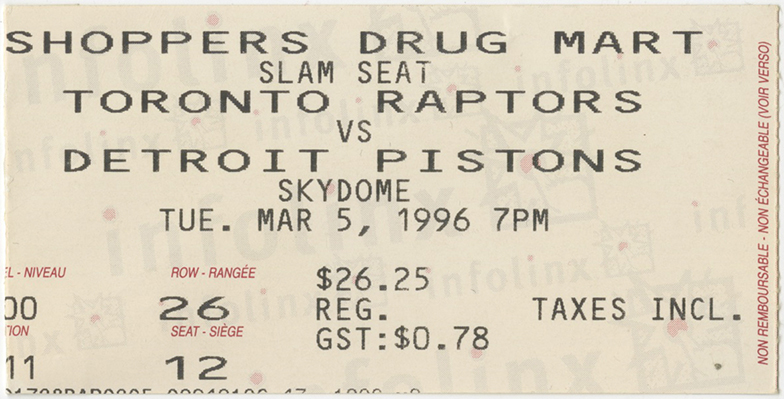 SHOPPERS DRUG MART
SLAM SEAT
TORONTO RAPTORS
VS
DETROIT PISTONS
SKYDOME
TUE. MAR 5, 1996 7PM
EL - NIVEAU ROW - RANGÉE $26.25
00 26 REG. TAXES INCL.
TION SEAT - SIÈGE GST:$0.78
11 12
NON REMBOURSABLE - NON ÉCHANGEABLE (VOIR VERSO)
infolinx